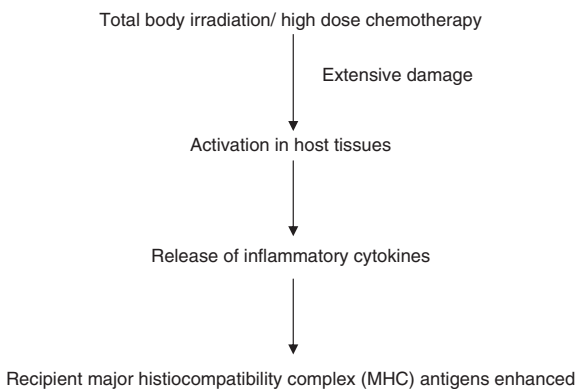 Total body irradiation/ high dose chemotherapy
Extensive damage
Activation in host tissues
Release of inflammatory cytokines
Recipient major histiocompatibility complex (MHC) antigens enhanced